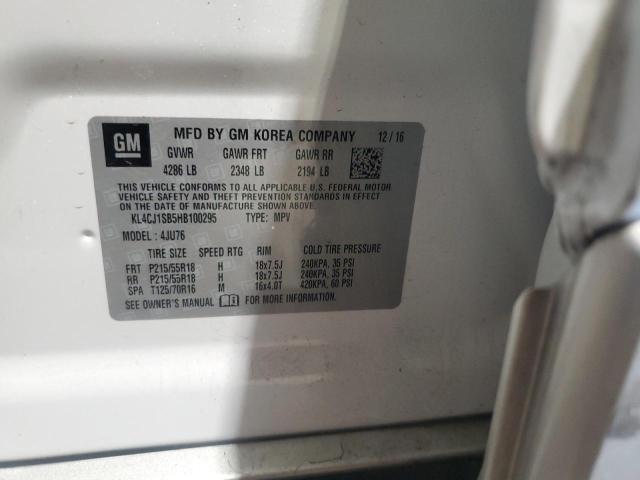 GM
MFD BY GM KOREA COMPANY 12/16
GVWR GAWR FRT GAWR RR
4286 LB 2348 LB 2194 LB
THIS VEHICLE CONFORMS TO ALL APPLICABLE U.S. FEDERAL MOTOR
VEHICLE SAFETY AND THEFT PREVENTION STANDARDS IN EFFECT
ON THE DATE OF MANUFACTURE SHOWN ABOVE.
KL4CJ1SB5HB100295 TYPE: MPV
MODEL: 4JU76
TIRE SIZE SPEED RTG RIM COLD TIRE PRESSURE
FRT P215/55R18 H 18x7.5J 240KPA, 35 PSI
RR P215/55R18 H 18x7.5J 240KPA, 35 PSI
SPA T125/70R16 M 16x4.0T 420KPA, 60 PSI
SEE OWNER'S MANUAL FOR MORE INFORMATION.